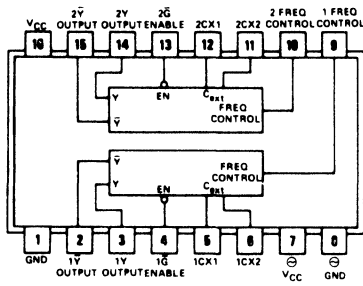 2Ȳ 2Y 2Ḡ 2 FREQ 1 FREQ
VCC OUTPUT OUTPUT ENABLE 2CX1 2CX2 CONTROL CONTROL
16 15 14 13 12 11 10 9
Y EN Cext FREQ
CONTROL
Ȳ
Ȳ FREQ
CONTROL
Y EN Cext
1 2 3 4 5 6 7 8
GND 1Ȳ 1Y 1Ḡ 1CX1 1CX2 ⊖ ⊖
OUTPUT OUTPUT ENABLE VCC GND